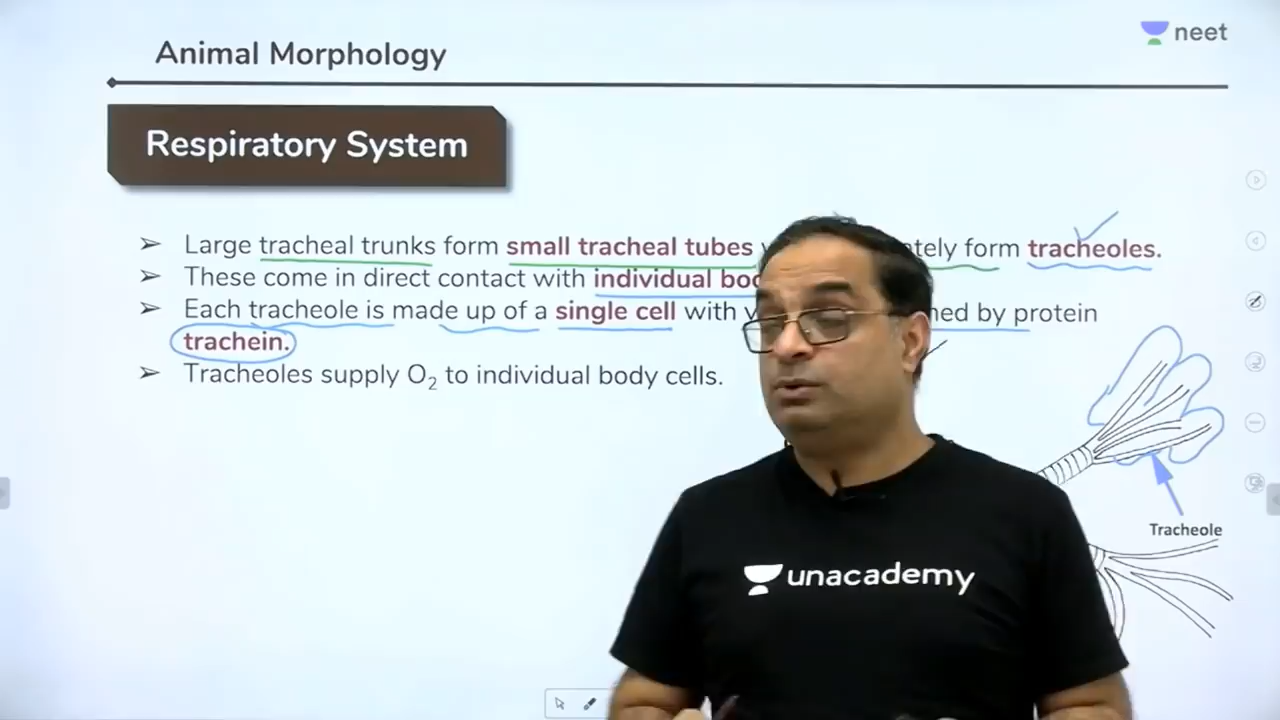 neet
Animal Morphology
Respiratory System
➢ Large tracheal trunks form small tracheal tubes tely form tracheoles.
➢ These come in direct contact with individual
➢ Each tracheole is made up of a single cell with by protein
trachein.
➢ Tracheoles supply O₂ to individual body cells.
Tracheole
unacademy